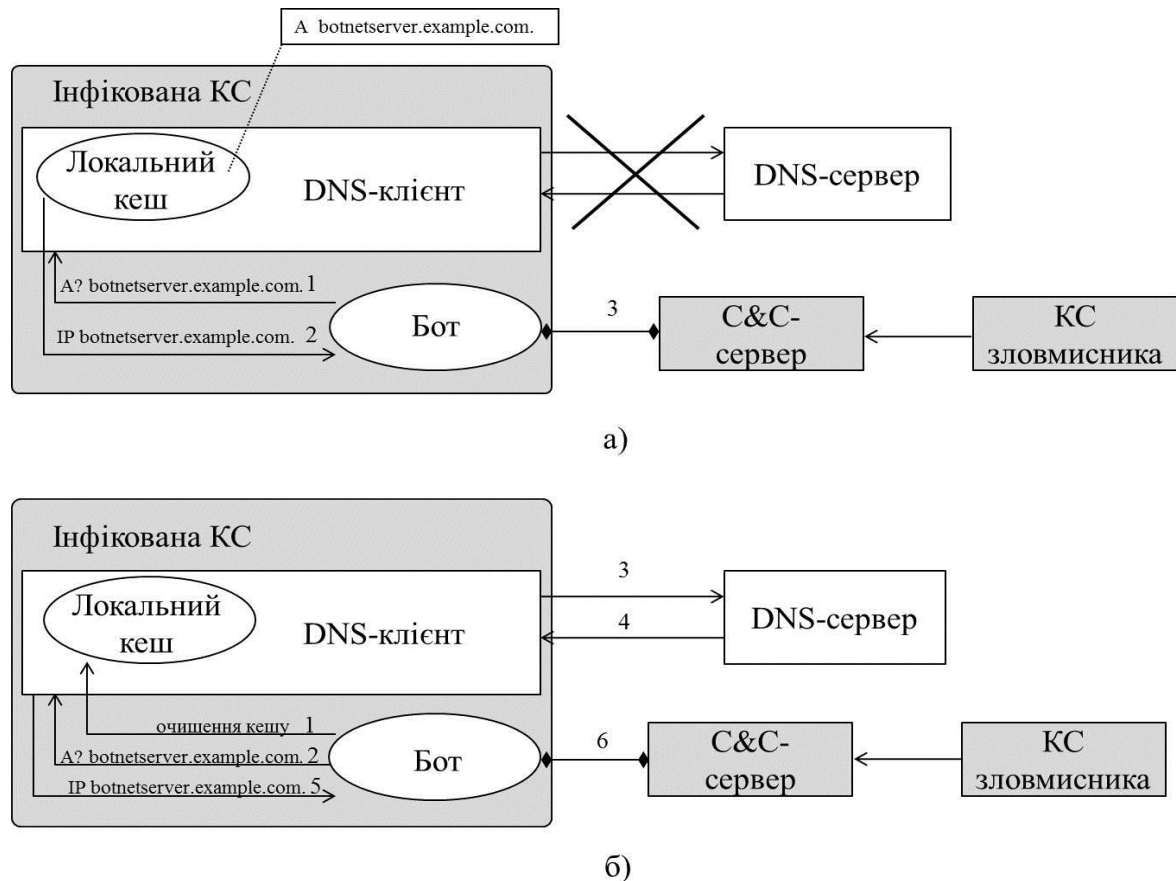 A botnetserver.example.com.
Інфікована КС
Локальний
кеш
DNS-клієнт
DNS-сервер
A? botnetserver.example.com. 1
IP botnetserver.example.com. 2
Бот
3
C&C-
сервер
КС
зловмисника
а)
Інфікована КС
Локальний
кеш
DNS-клієнт
3
4
DNS-сервер
очищення кешу 1
A? botnetserver.example.com. 2
IP botnetserver.example.com. 5
Бот
6
C&C-
сервер
КС
зловмисника
б)